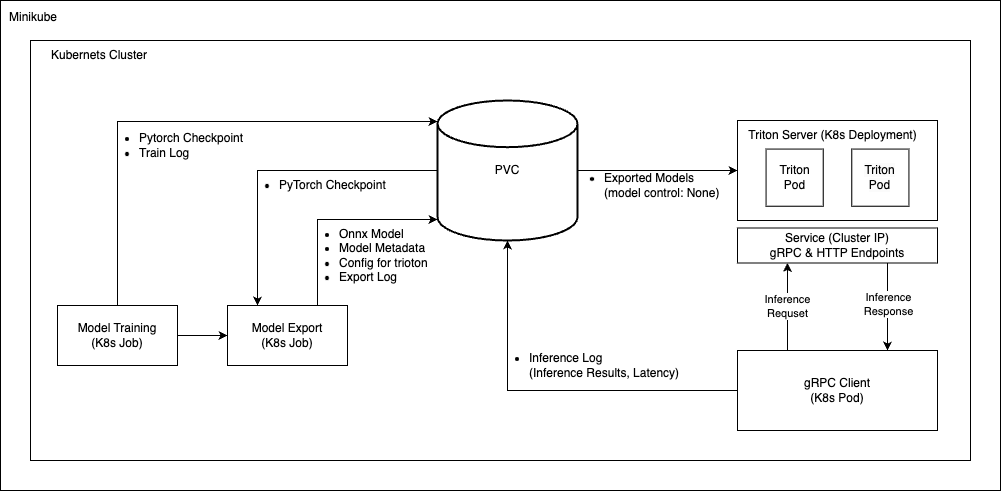 Minikube
Kubernets Cluster
• Pytorch Checkpoint
• Train Log
PVC
• PyTorch Checkpoint
• Exported Models
(model control: None)
Triton Server (K8s Deployment)
Triton
Pod
Triton
Pod
• Onnx Model
• Model Metadata
• Config for trioton
• Export Log
Service (Cluster IP)
gRPC & HTTP Endpoints
Inference
Requset
Inference
Response
Model Training
(K8s Job)
Model Export
(K8s Job)
• Inference Log
(Inference Results, Latency)
gRPC Client
(K8s Pod)